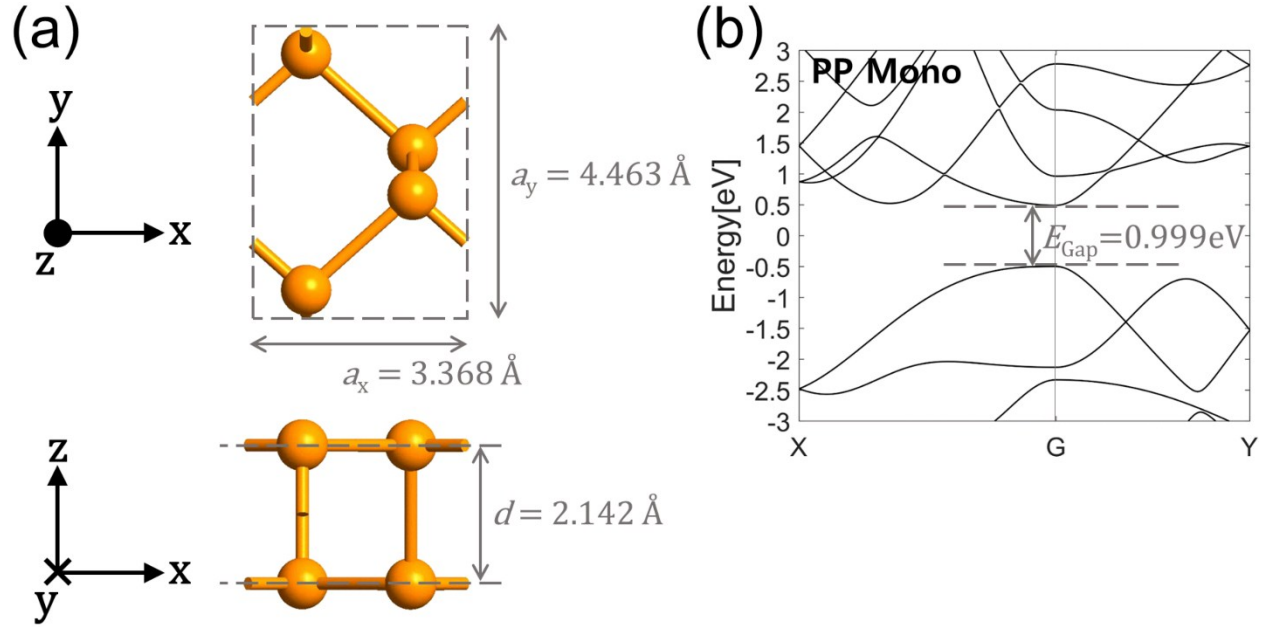 (a)
y
z
x
a_y = 4.463 Å
a_x = 3.368 Å
z
y
x
d = 2.142 Å
(b)
PP Mono
Energy[eV]
3
2.5
2
1.5
1
0.5
0
-0.5
-1
-1.5
-2
-2.5
-3
E_Gap=0.999eV
X
G
Y